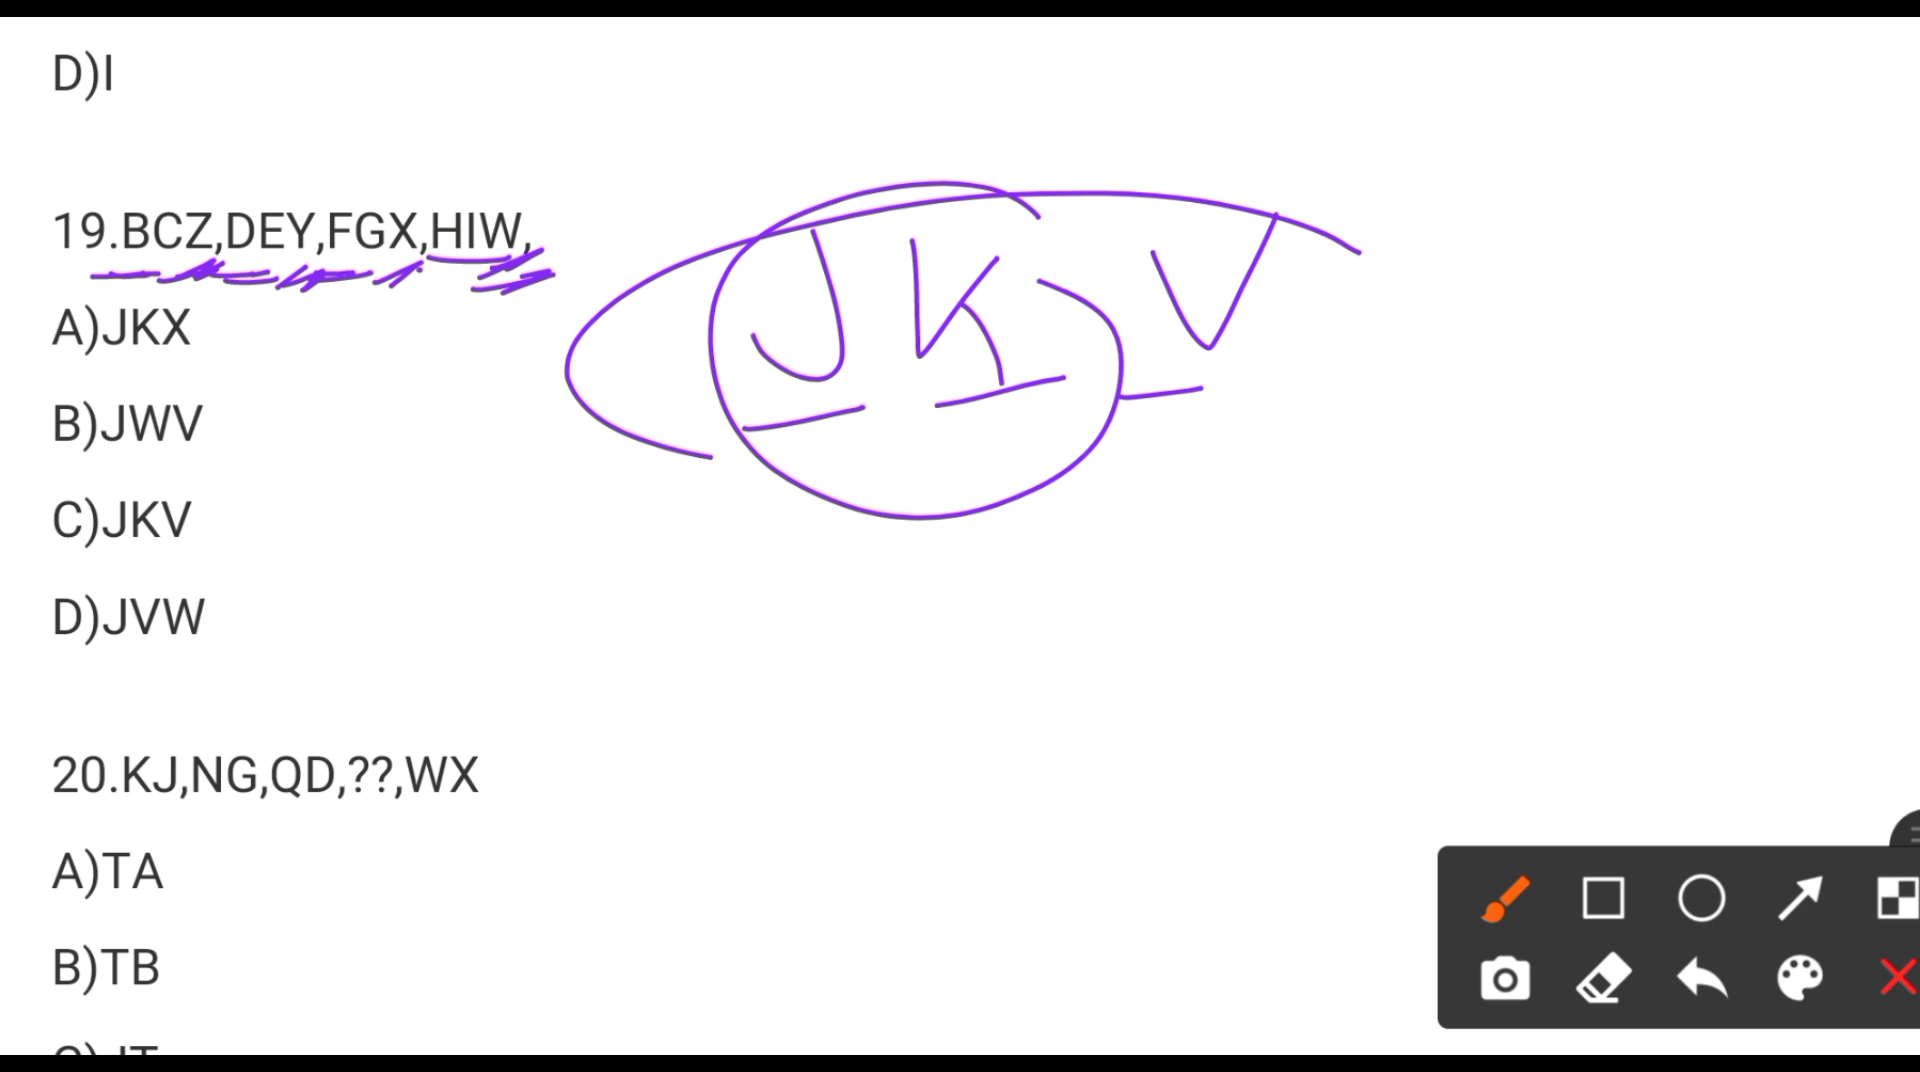 D)I
19.BCZ,DEY,FGX,HIW,
JKV
A)JKX
B)JWV
C)JKV
D)JVW
20.KJ,NG,QD,??,WX
A)TA
B)TB